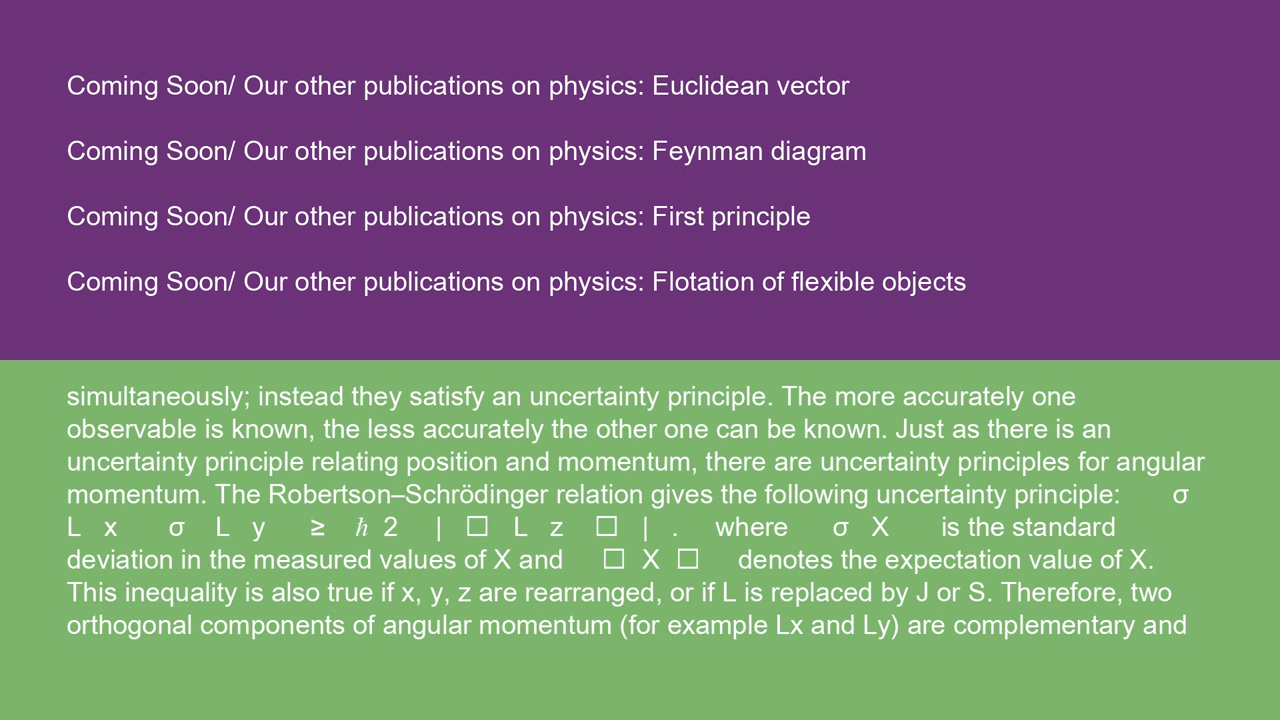 Coming Soon/ Our other publications on physics: Euclidean vector
Coming Soon/ Our other publications on physics: Feynman diagram
Coming Soon/ Our other publications on physics: First principle
Coming Soon/ Our other publications on physics: Flotation of flexible objects
simultaneously; instead they satisfy an uncertainty principle. The more accurately one
observable is known, the less accurately the other one can be known. Just as there is an
uncertainty principle relating position and momentum, there are uncertainty principles for angular
momentum. The Robertson–Schrödinger relation gives the following uncertainty principle: σ
L x σ L y ≥ ℏ 2 | □ L z □ | . where σ X is the standard
deviation in the measured values of X and □ X □ denotes the expectation value of X.
This inequality is also true if x, y, z are rearranged, or if L is replaced by J or S. Therefore, two
orthogonal components of angular momentum (for example Lx and Ly) are complementary and